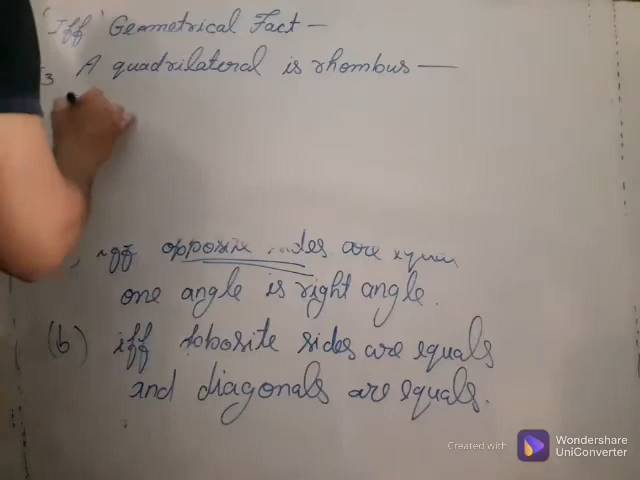 'Iff' Geometrical Fact —
3 A quadrilateral is rhombus —
iff opposite sides are equal
one angle is right angle.
(b) iff opposite sides are equals
and diagonals are equals.
Created with Wondershare
UniConverter